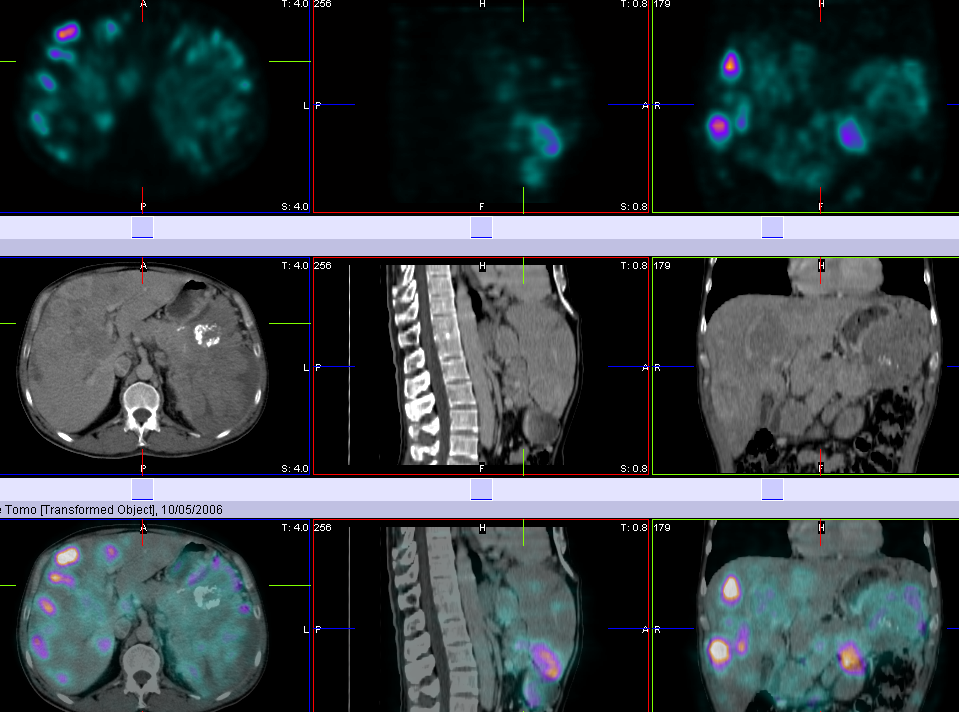 A T: 4.0 256 H T: 0.8 179 H
L P A R
P S: 4.0 F S: 0.8 F
A T: 4.0 256 H T: 0.8 179 H
L P A R
P S: 4.0 F S: 0.8 F
e Tomo [Transformed Object], 10/05/2006
A T: 4.0 256 H T: 0.8 179 H
L P A R